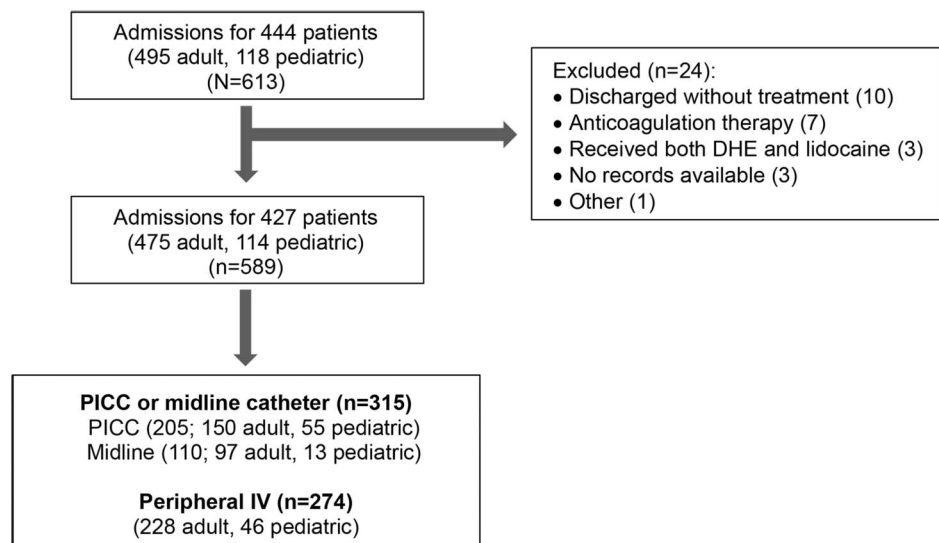 Admissions for 444 patients
(495 adult, 118 pediatric)
(N=613)
Excluded (n=24):
• Discharged without treatment (10)
• Anticoagulation therapy (7)
• Received both DHE and lidocaine (3)
• No records available (3)
• Other (1)
Admissions for 427 patients
(475 adult, 114 pediatric)
(n=589)
PICC or midline catheter (n=315)
PICC (205; 150 adult, 55 pediatric)
Midline (110; 97 adult, 13 pediatric)
Peripheral IV (n=274)
(228 adult, 46 pediatric)